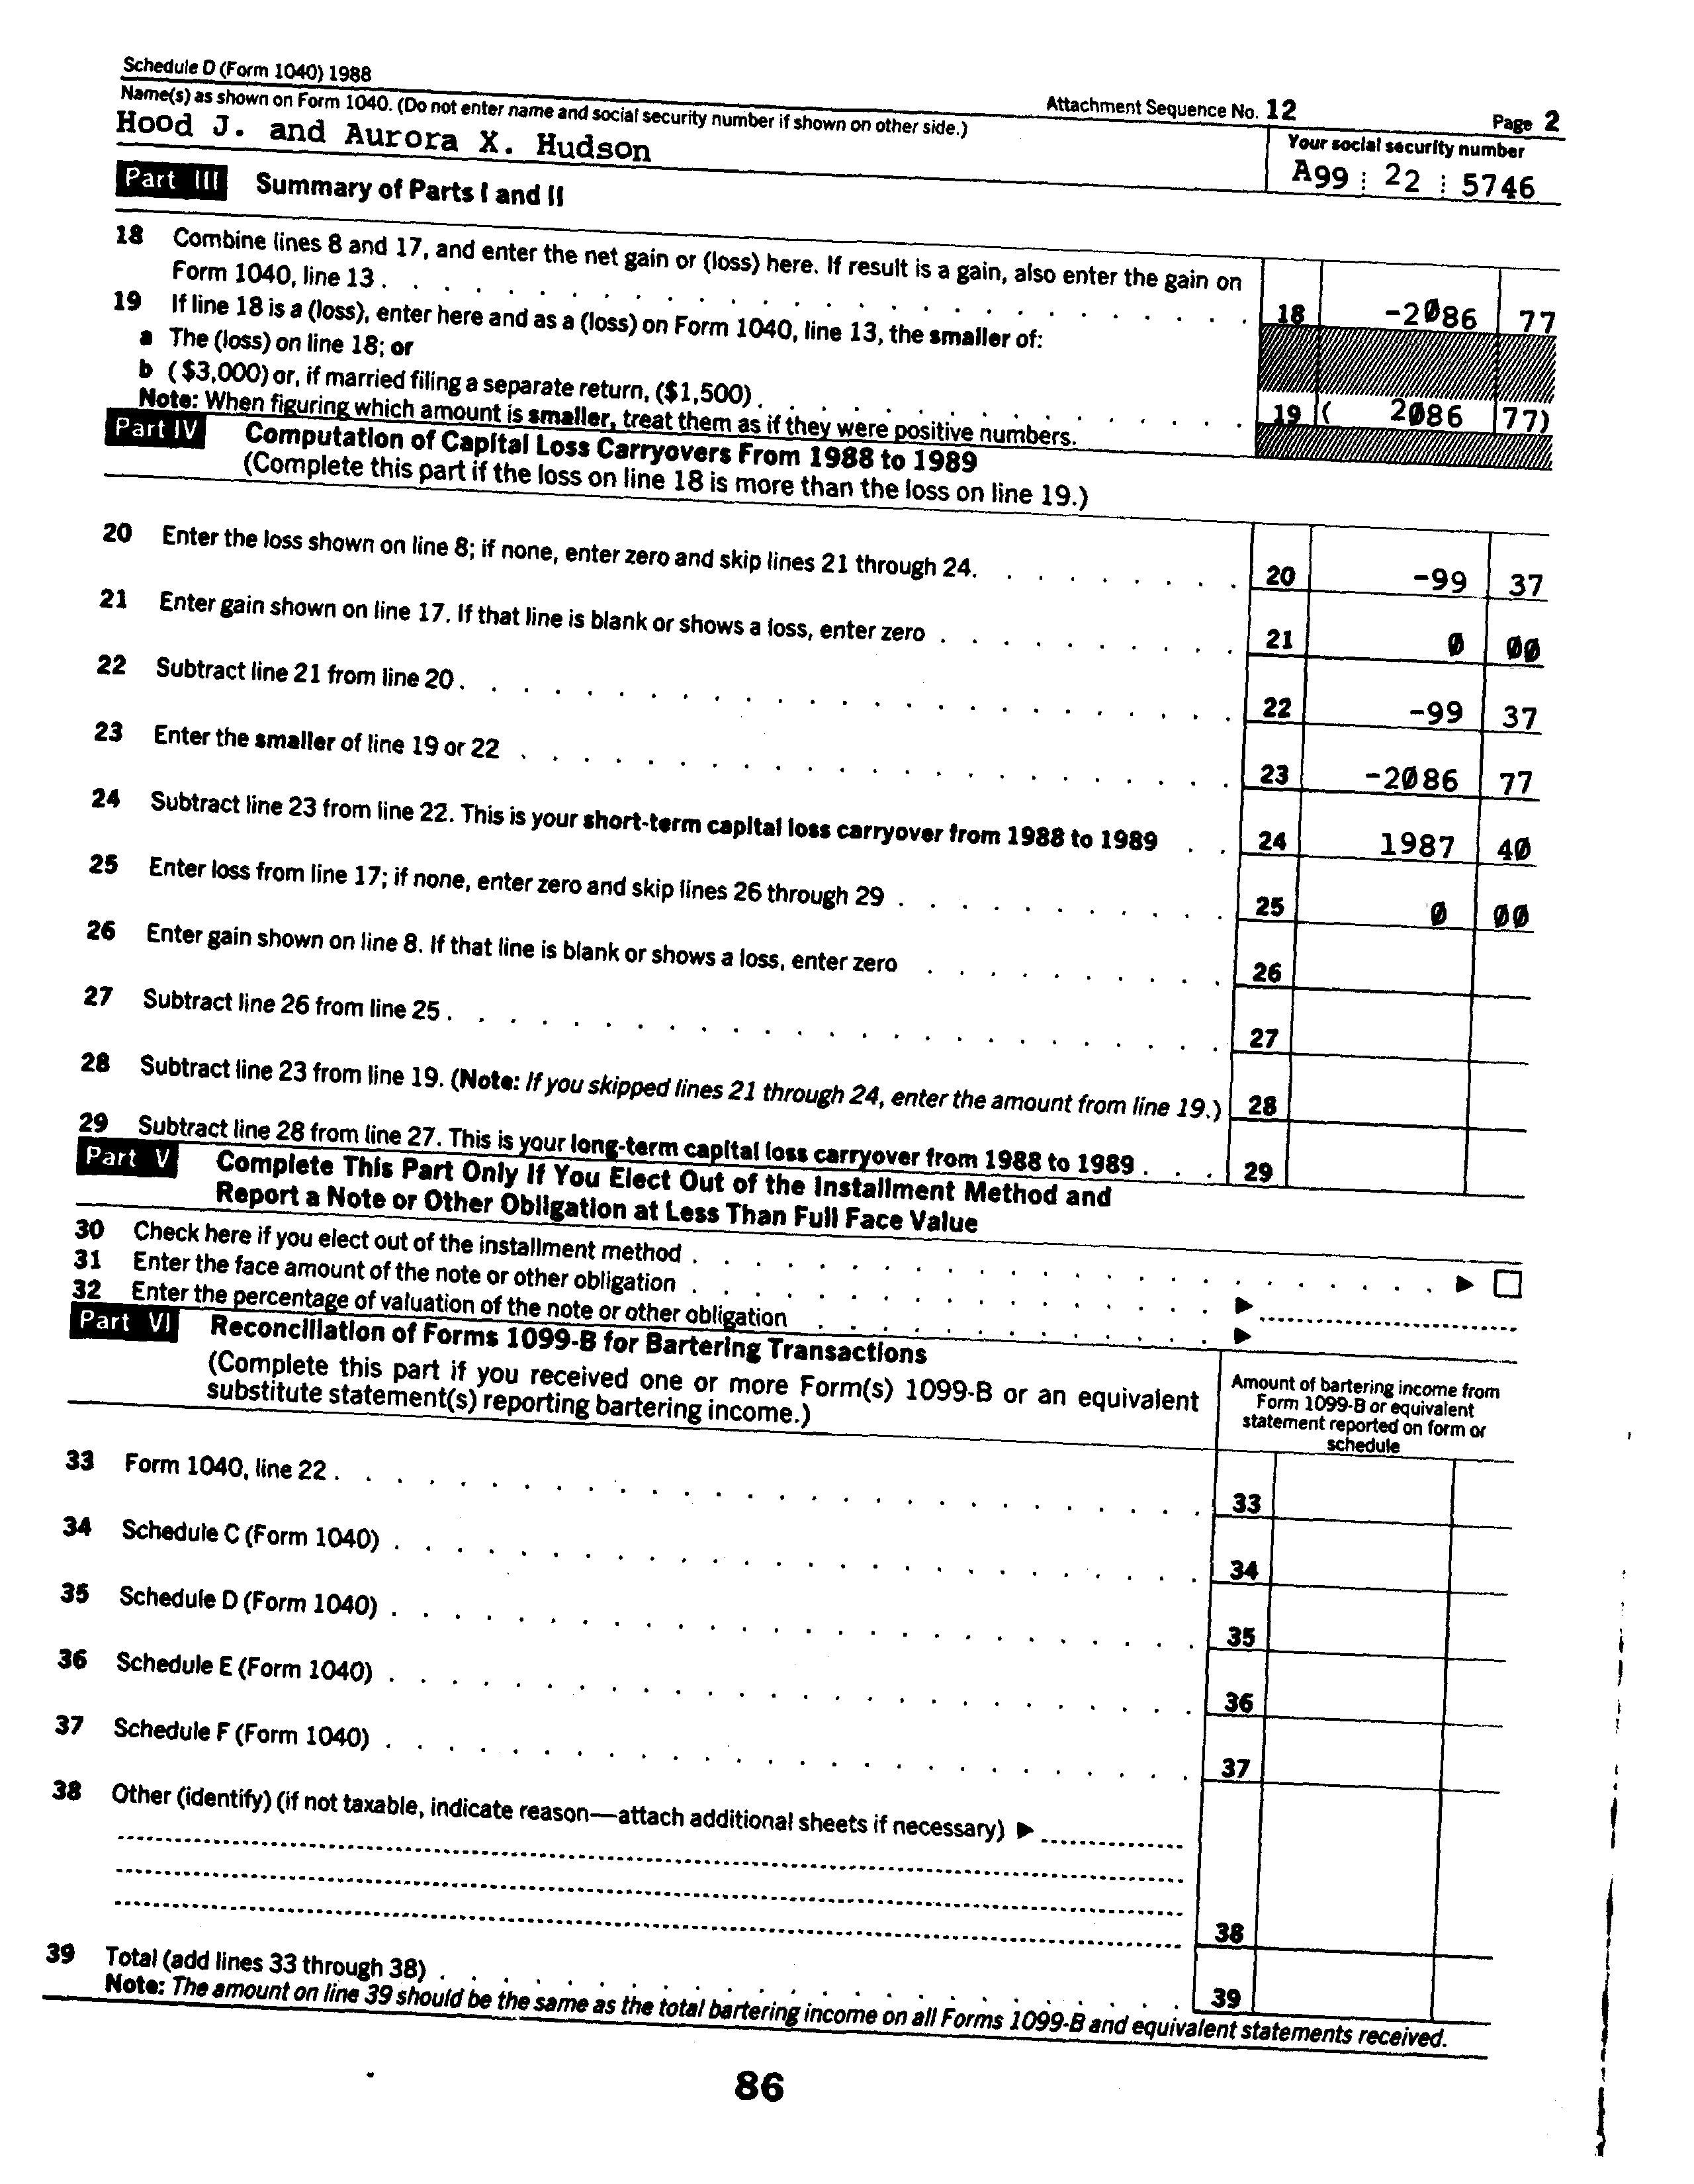 Schedule D (Form 1040) 1988
Attachment Sequence No. 12 Page 2
Name(s) as shown on Form 1040. (Do not enter name and social security number if shown on other side.)
Your social security number
Hood J. and Aurora X. Hudson
A99 22 5746
Part III Summary of Parts I and II
18 Combine lines 8 and 17, and enter the net gain or (loss) here. If result is a gain, also enter the gain on
Form 1040, line 13 . 18 -2086 77
19 If line 18 is a (loss), enter here and as a (loss) on Form 1040, line 13, the smaller of:
a The (loss) on line 18; or
b ($3,000) or, if married filing a separate return, ($1,500) . 19 ( 2086 77)
Note: When figuring which amount is smaller, treat them as if they were positive numbers.
Part IV Computation of Capital Loss Carryovers From 1988 to 1989
(Complete this part if the loss on line 18 is more than the loss on line 19.)
20 Enter the loss shown on line 8; if none, enter zero and skip lines 21 through 24. 20 -99 37
21 Enter gain shown on line 17. If that line is blank or shows a loss, enter zero . 21 0 00
22 Subtract line 21 from line 20 . 22 -99 37
23 Enter the smaller of line 19 or 22 . 23 -2086 77
24 Subtract line 23 from line 22. This is your short-term capital loss carryover from 1988 to 1989 . 24 1987 40
25 Enter loss from line 17; if none, enter zero and skip lines 26 through 29 . 25 0 00
26 Enter gain shown on line 8. If that line is blank or shows a loss, enter zero . 26
27 Subtract line 26 from line 25 . 27
28 Subtract line 23 from line 19. (Note: If you skipped lines 21 through 24, enter the amount from line 19.) 28
29 Subtract line 28 from line 27. This is your long-term capital loss carryover from 1988 to 1989 . 29
Part V Complete This Part Only If You Elect Out of the Installment Method and
Report a Note or Other Obligation at Less Than Full Face Value
30 Check here if you elect out of the installment method .
31 Enter the face amount of the note or other obligation .
32 Enter the percentage of valuation of the note or other obligation .
Part VI Reconciliation of Forms 1099-B for Bartering Transactions
(Complete this part if you received one or more Form(s) 1099-B or an equivalent
substitute statement(s) reporting bartering income.)
Amount of bartering income from
Form 1099-B or equivalent
statement reported on form or
schedule
33 Form 1040, line 22 . 33
34 Schedule C (Form 1040) . 34
35 Schedule D (Form 1040) . 35
36 Schedule E (Form 1040) . 36
37 Schedule F (Form 1040) . 37
38 Other (identify) (if not taxable, indicate reason—attach additional sheets if necessary)
38
39 Total (add lines 33 through 38) . 39
Note: The amount on line 39 should be the same as the total bartering income on all Forms 1099-B and equivalent statements received.
86